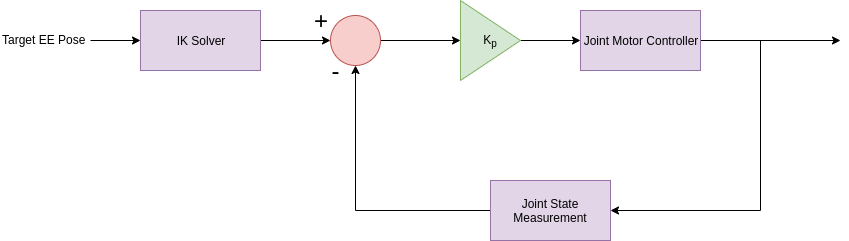 Target EE Pose
IK Solver
+
-
Kp
Joint Motor Controller
Joint State
Measurement